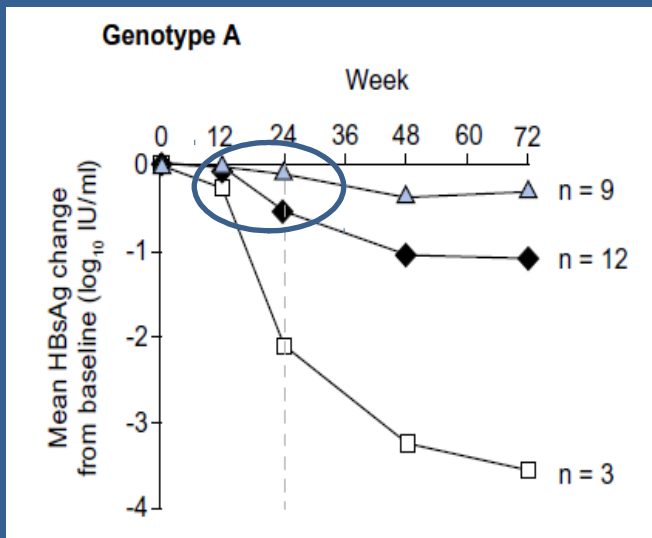 Genotype A
Week
0 12 24 36 48 60 72
0
-1
-2
-3
-4
Mean HBsAg change
from baseline (log₁₀ IU/ml)
n = 9
n = 12
n = 3